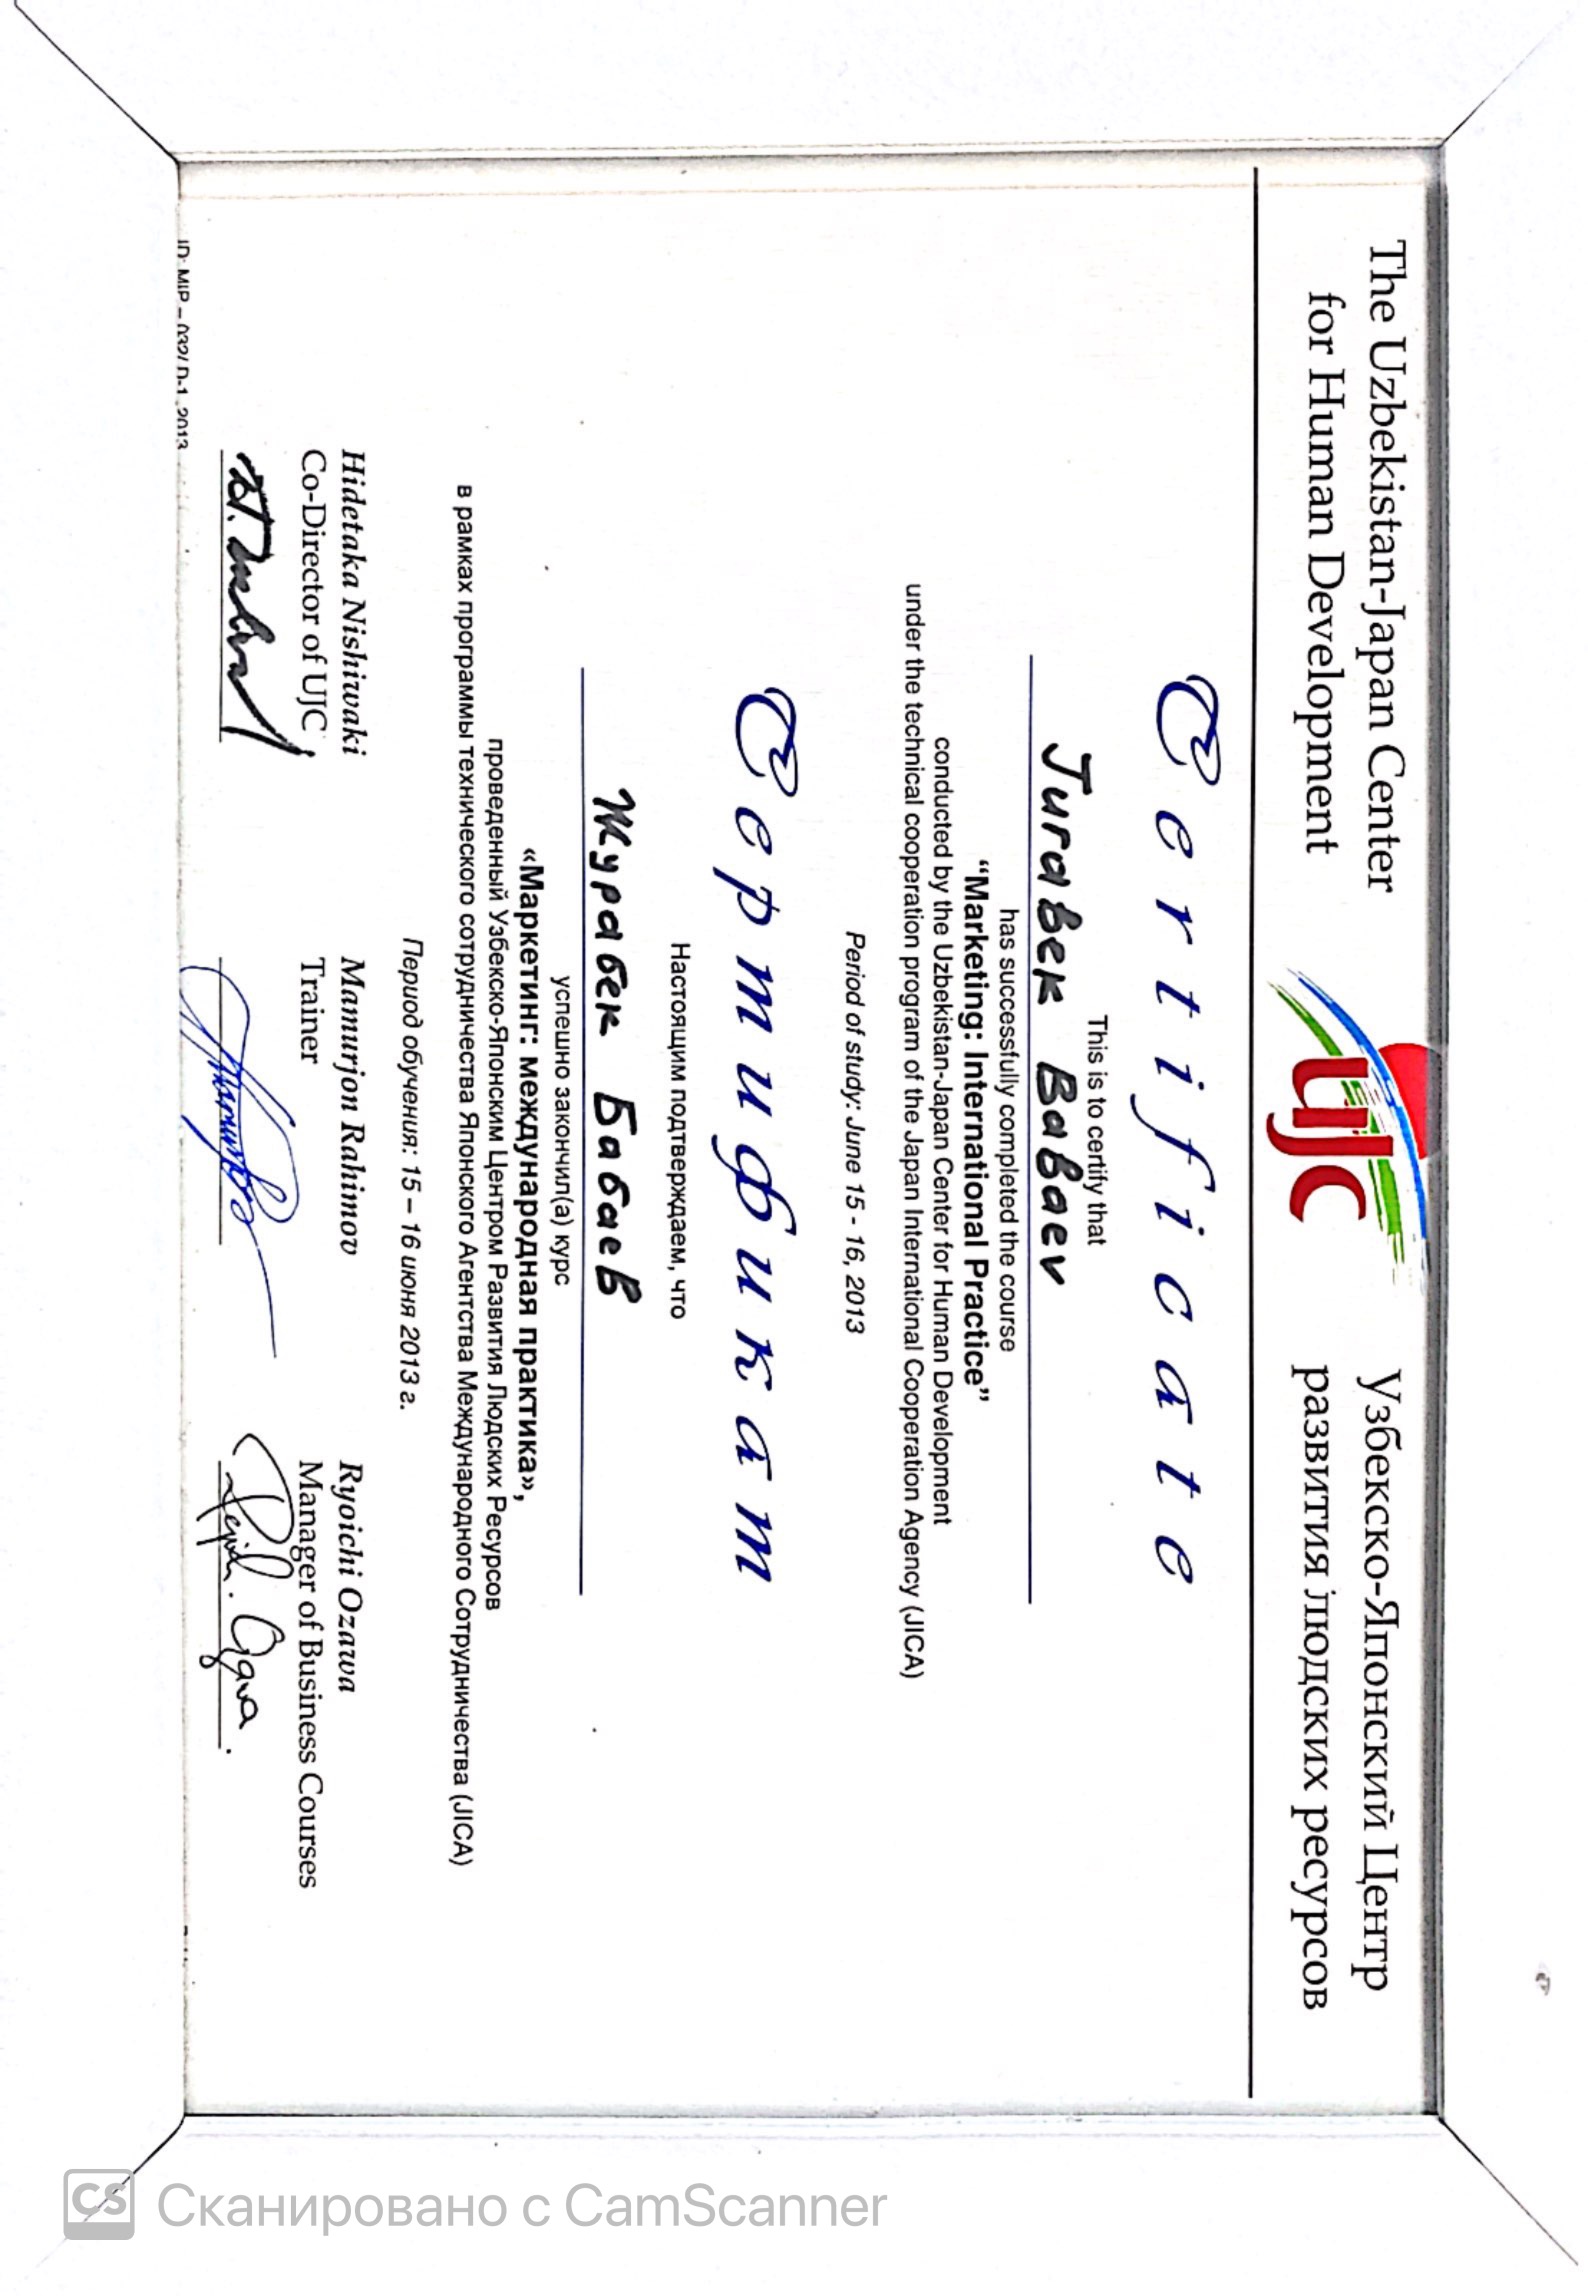 The Uzbekistan-Japan Center
for Human Development
UJC
Узбекско-Японский Центр
развития людских ресурсов
Certificate
This is to certify that
Jurabek Babaev
has successfully completed the course
“Marketing: International Practice”
conducted by the Uzbekistan-Japan Center for Human Development
under the technical cooperation program of the Japan International Cooperation Agency (JICA)
Period of study: June 15 - 16, 2013
Сертификат
Настоящим подтверждаем, что
Журабек Бабаев
успешно закончил(а) курс
«Маркетинг: международная практика»,
проведенный Узбекско-Японским Центром Развития Людских Ресурсов
в рамках программы технического сотрудничества Японского Агентства Международного Сотрудничества (JICA)
Период обучения: 15 – 16 июня 2013 г.
Hidetaka Nishiwaki
Co-Director of UJC
Mamurjon Rahimov
Trainer
Ryoichi Ozawa
Manager of Business Courses
ID: MIP – 032/ D-1, 2013
CS Сканировано с CamScanner